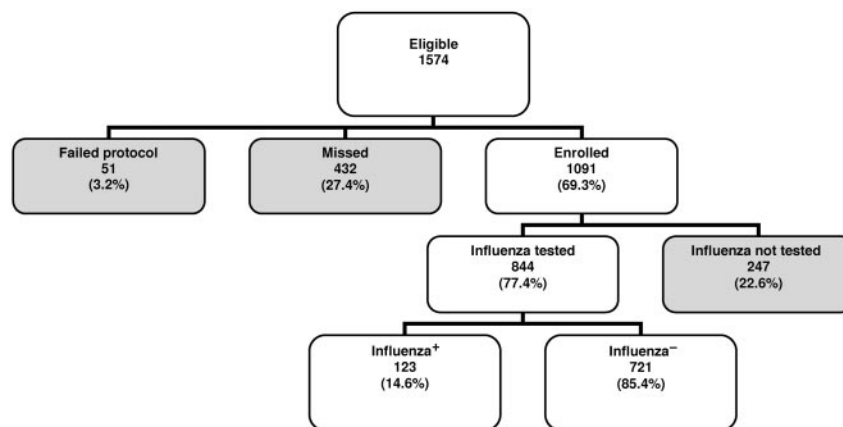 Eligible
1574
Failed protocol
51
(3.2%)
Missed
432
(27.4%)
Enrolled
1091
(69.3%)
Influenza tested
844
(77.4%)
Influenza not tested
247
(22.6%)
Influenza⁺
123
(14.6%)
Influenza⁻
721
(85.4%)